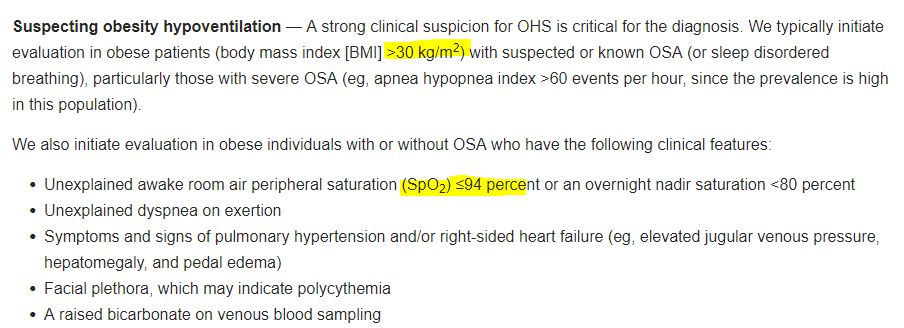 Suspecting obesity hypoventilation — A strong clinical suspicion for OHS is critical for the diagnosis. We typically initiate
evaluation in obese patients (body mass index [BMI] >30 kg/m²) with suspected or known OSA (or sleep disordered
breathing), particularly those with severe OSA (eg, apnea hypopnea index >60 events per hour, since the prevalence is high
in this population).
We also initiate evaluation in obese individuals with or without OSA who have the following clinical features:
• Unexplained awake room air peripheral saturation (SpO₂) ≤94 percent or an overnight nadir saturation <80 percent
• Unexplained dyspnea on exertion
• Symptoms and signs of pulmonary hypertension and/or right-sided heart failure (eg, elevated jugular venous pressure,
hepatomegaly, and pedal edema)
• Facial plethora, which may indicate polycythemia
• A raised bicarbonate on venous blood sampling